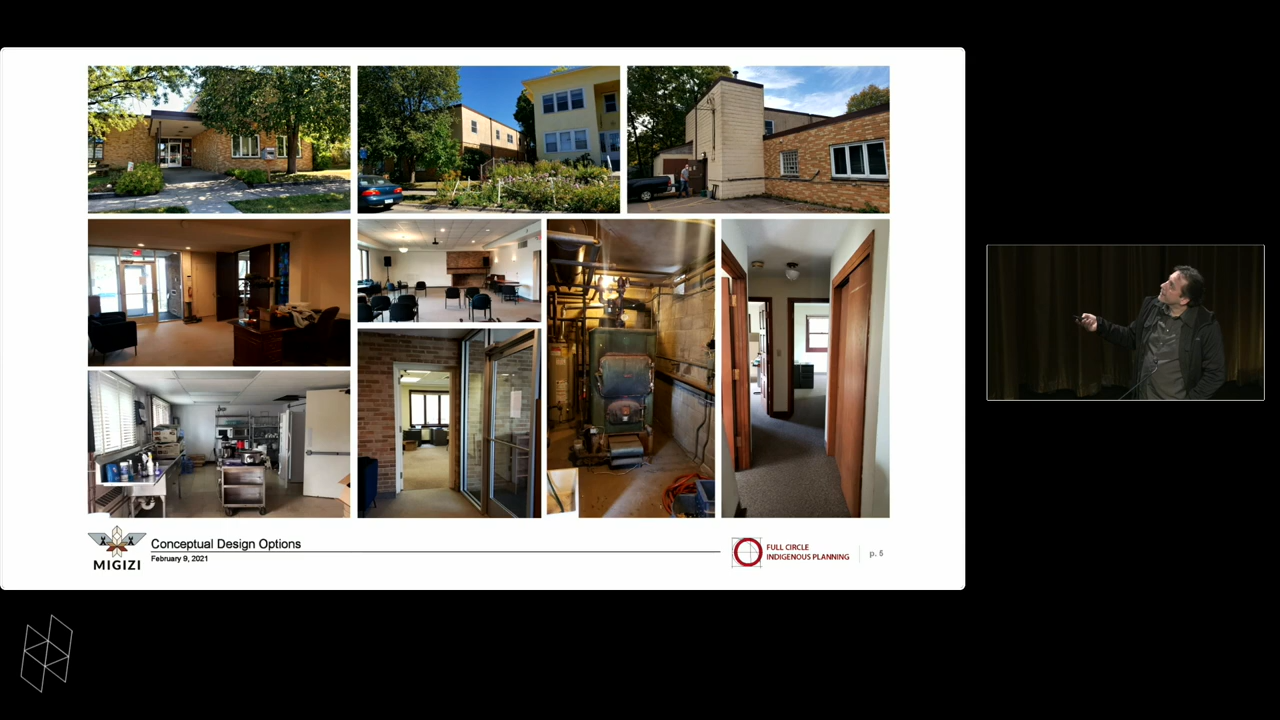 MIGIZI
Conceptual Design Options
February 9, 2021
FULL CIRCLE
INDIGENOUS PLANNING
p. 5